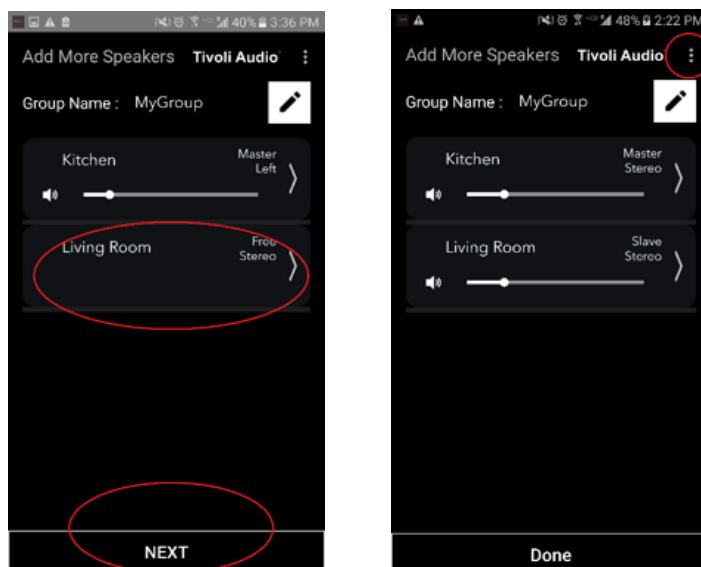 40% 3:36 PM
Add More Speakers Tivoli Audio
Group Name : MyGroup
Kitchen Master
Left
Living Room Free
Stereo
NEXT
48% 2:22 PM
Add More Speakers Tivoli Audio
Group Name : MyGroup
Kitchen Master
Stereo
Living Room Slave
Stereo
Done